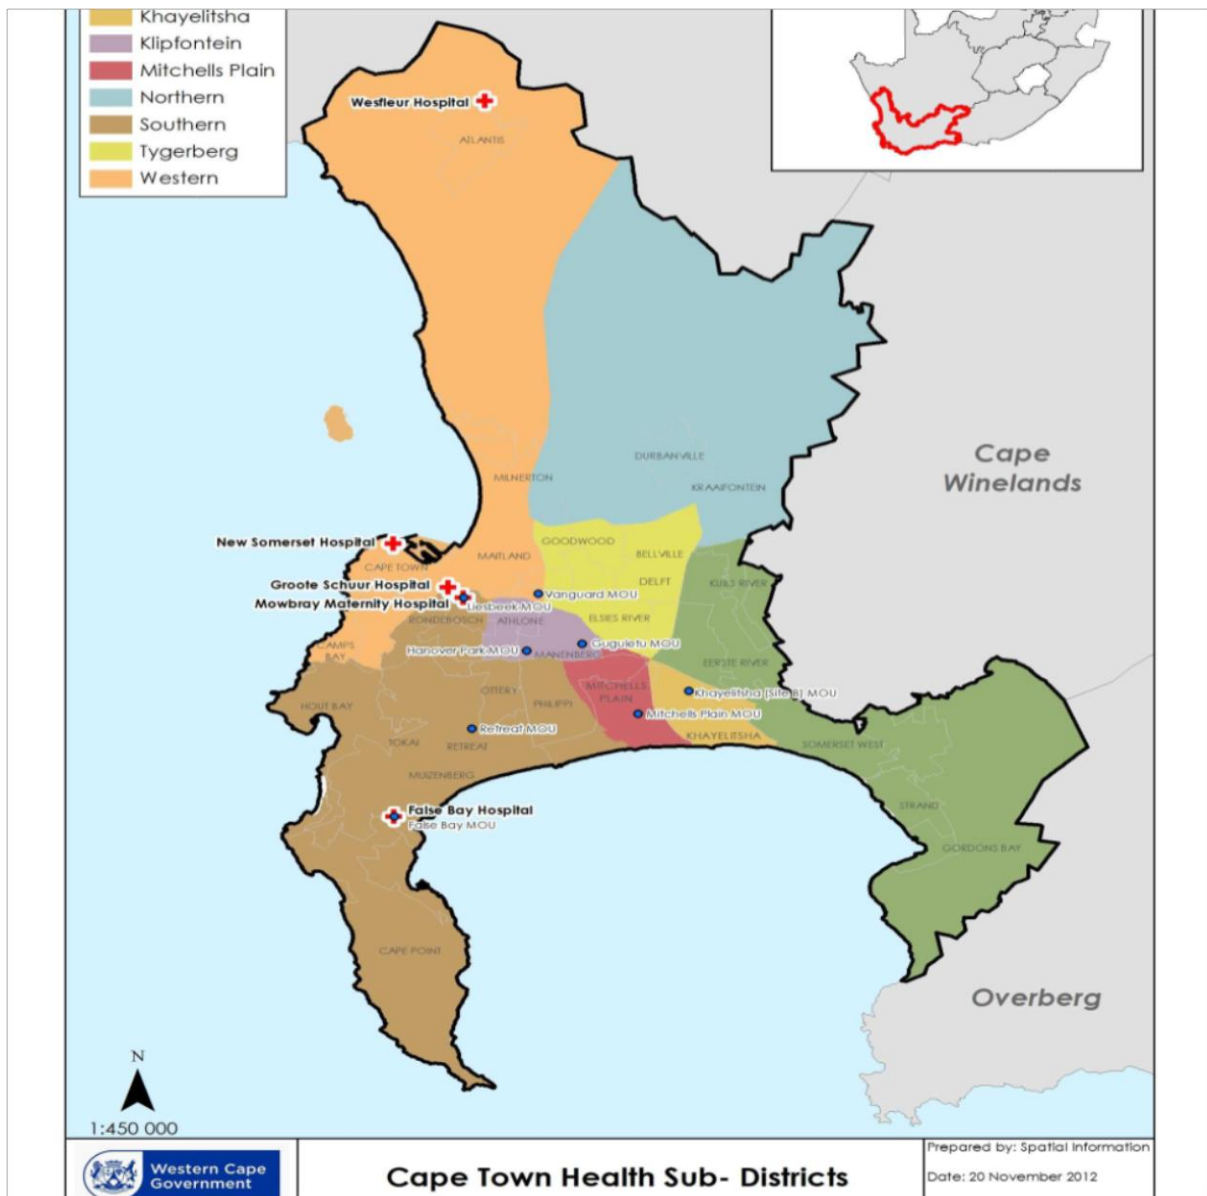 Khayelitsha
Klipfontein
Mitchells Plain
Northern
Southern
Tygerberg
Western
Wesfleur Hospital
ATLANTIS
DURBANVILLE
MILNERTON
KRAAIFONTEIN
Cape
Winelands
New Somerset Hospital
CAPE TOWN
MAITLAND
GOODWOOD
BELLVILLE
DELFT
KUILS RIVER
Groote Schuur Hospital
Mowbray Maternity Hospital
Liesbeek MOU
Vanguard MOU
RONDEBOSCH
ATHLONE
ELSIES RIVER
CAMPS
BAY
Hanover Park MOU
MANENBERG
Guguletu MOU
EERSTE RIVER
HOUT BAY
OTTERY
PHILIPPI
MITCHELLS
PLAIN
Khayelitsha (Site B) MOU
Mitchells Plain MOU
Retreat MOU
TOKAI
RETREAT
KHAYELITSHA
SOMERSET WEST
MUIZENBERG
False Bay Hospital
False Bay MOU
STRAND
GORDONS BAY
CAPE POINT
Overberg
N
1:450 000
Western Cape
Government
Cape Town Health Sub- Districts
Prepared by: Spatial Information
Date: 20 November 2012